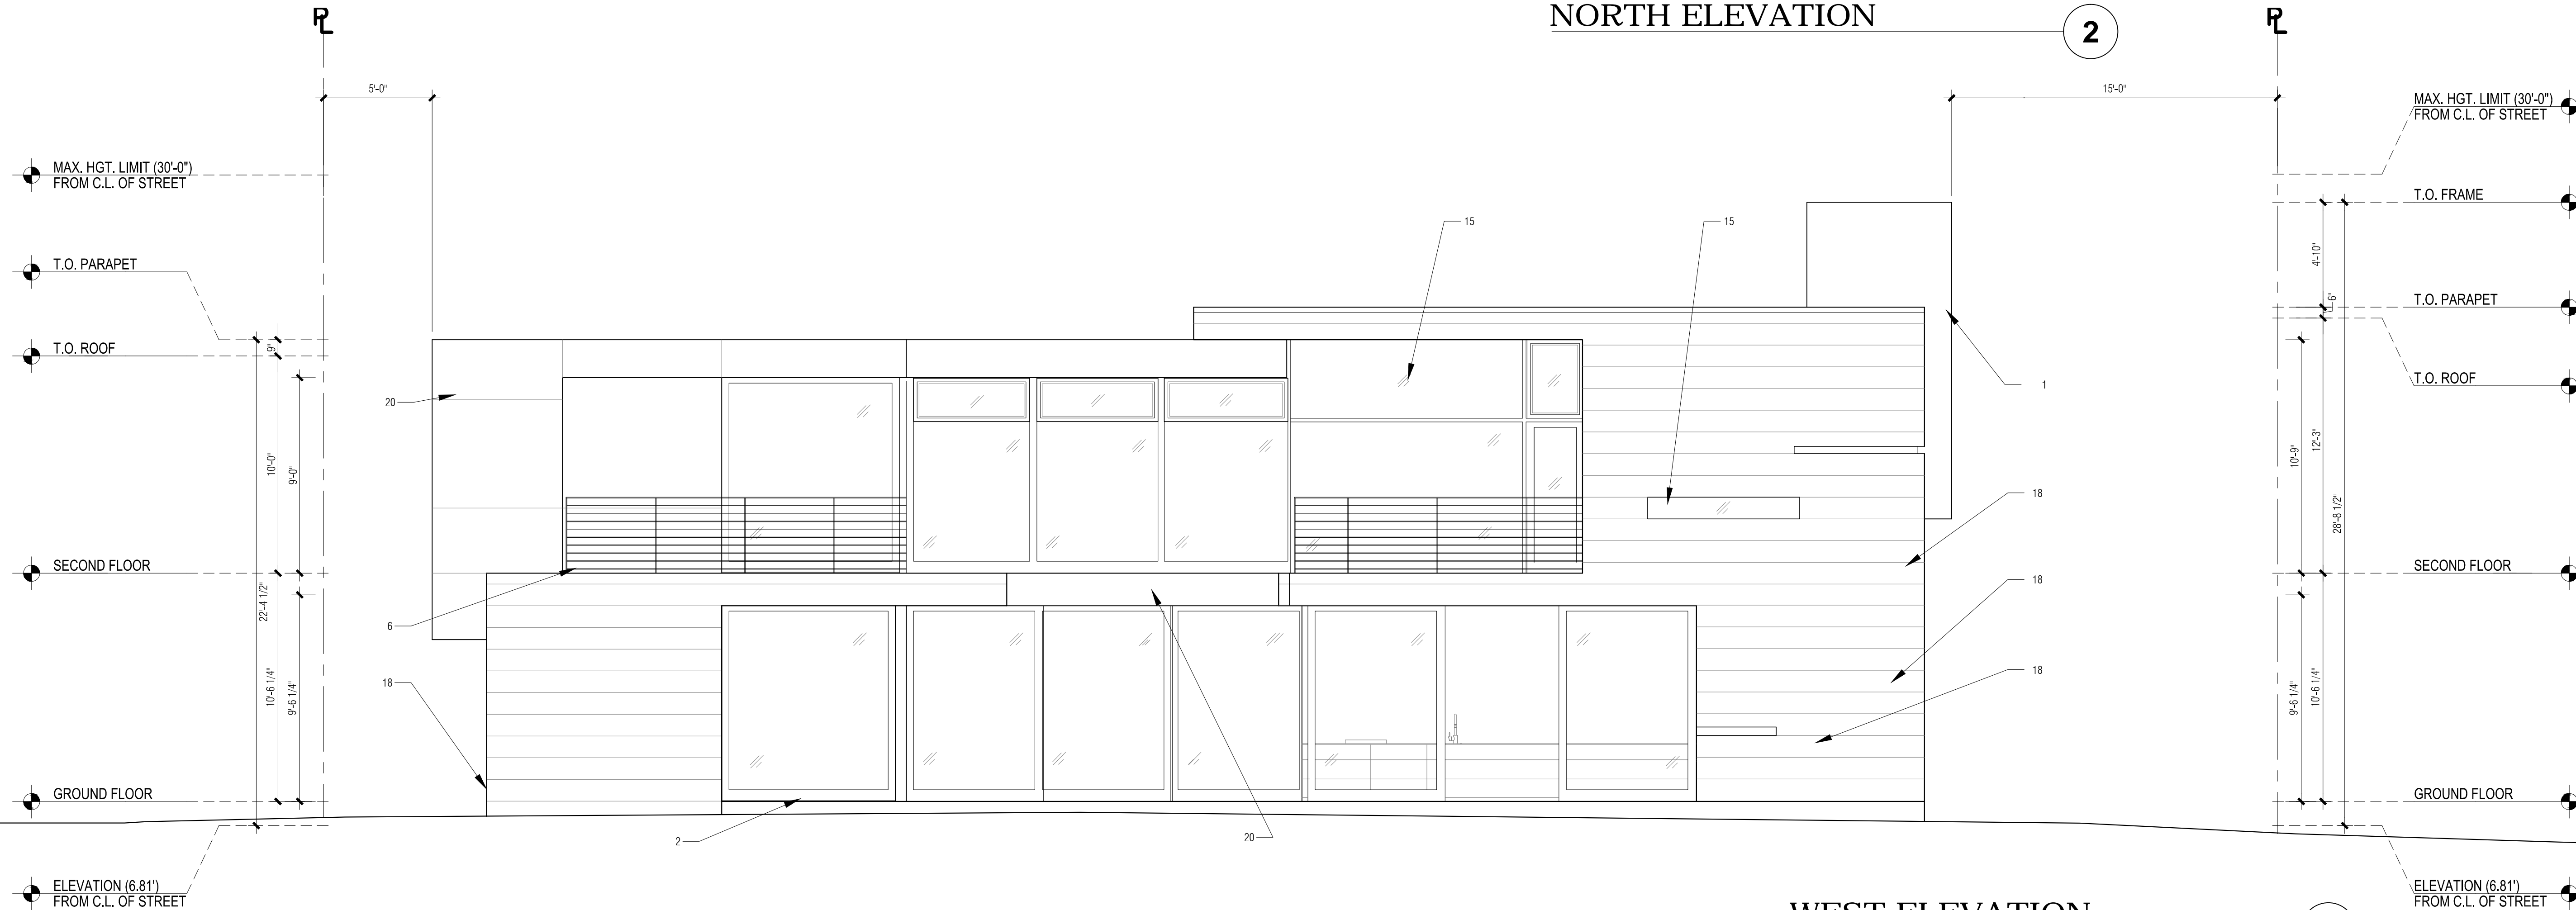 NORTH ELEVATION
2
PL
PL
5'-0"
15'-0"
MAX. HGT. LIMIT (30'-0")
FROM C.L. OF STREET
T.O. PARAPET
T.O. ROOF
SECOND FLOOR
GROUND FLOOR
ELEVATION (6.81')
FROM C.L. OF STREET
9"
10'-0"
9'-0"
22'-4 1/2"
10'-6 1/4"
9'-6 1/4"
20
6
18
2
20
15
15
1
18
18
18
MAX. HGT. LIMIT (30'-0")
FROM C.L. OF STREET
T.O. FRAME
T.O. PARAPET
T.O. ROOF
SECOND FLOOR
GROUND FLOOR
ELEVATION (6.81')
FROM C.L. OF STREET
4'-10"
6"
12'-3"
10'-9"
28'-8 1/2"
9'-6 1/4"
10'-6 1/4"
WEST ELEVATION